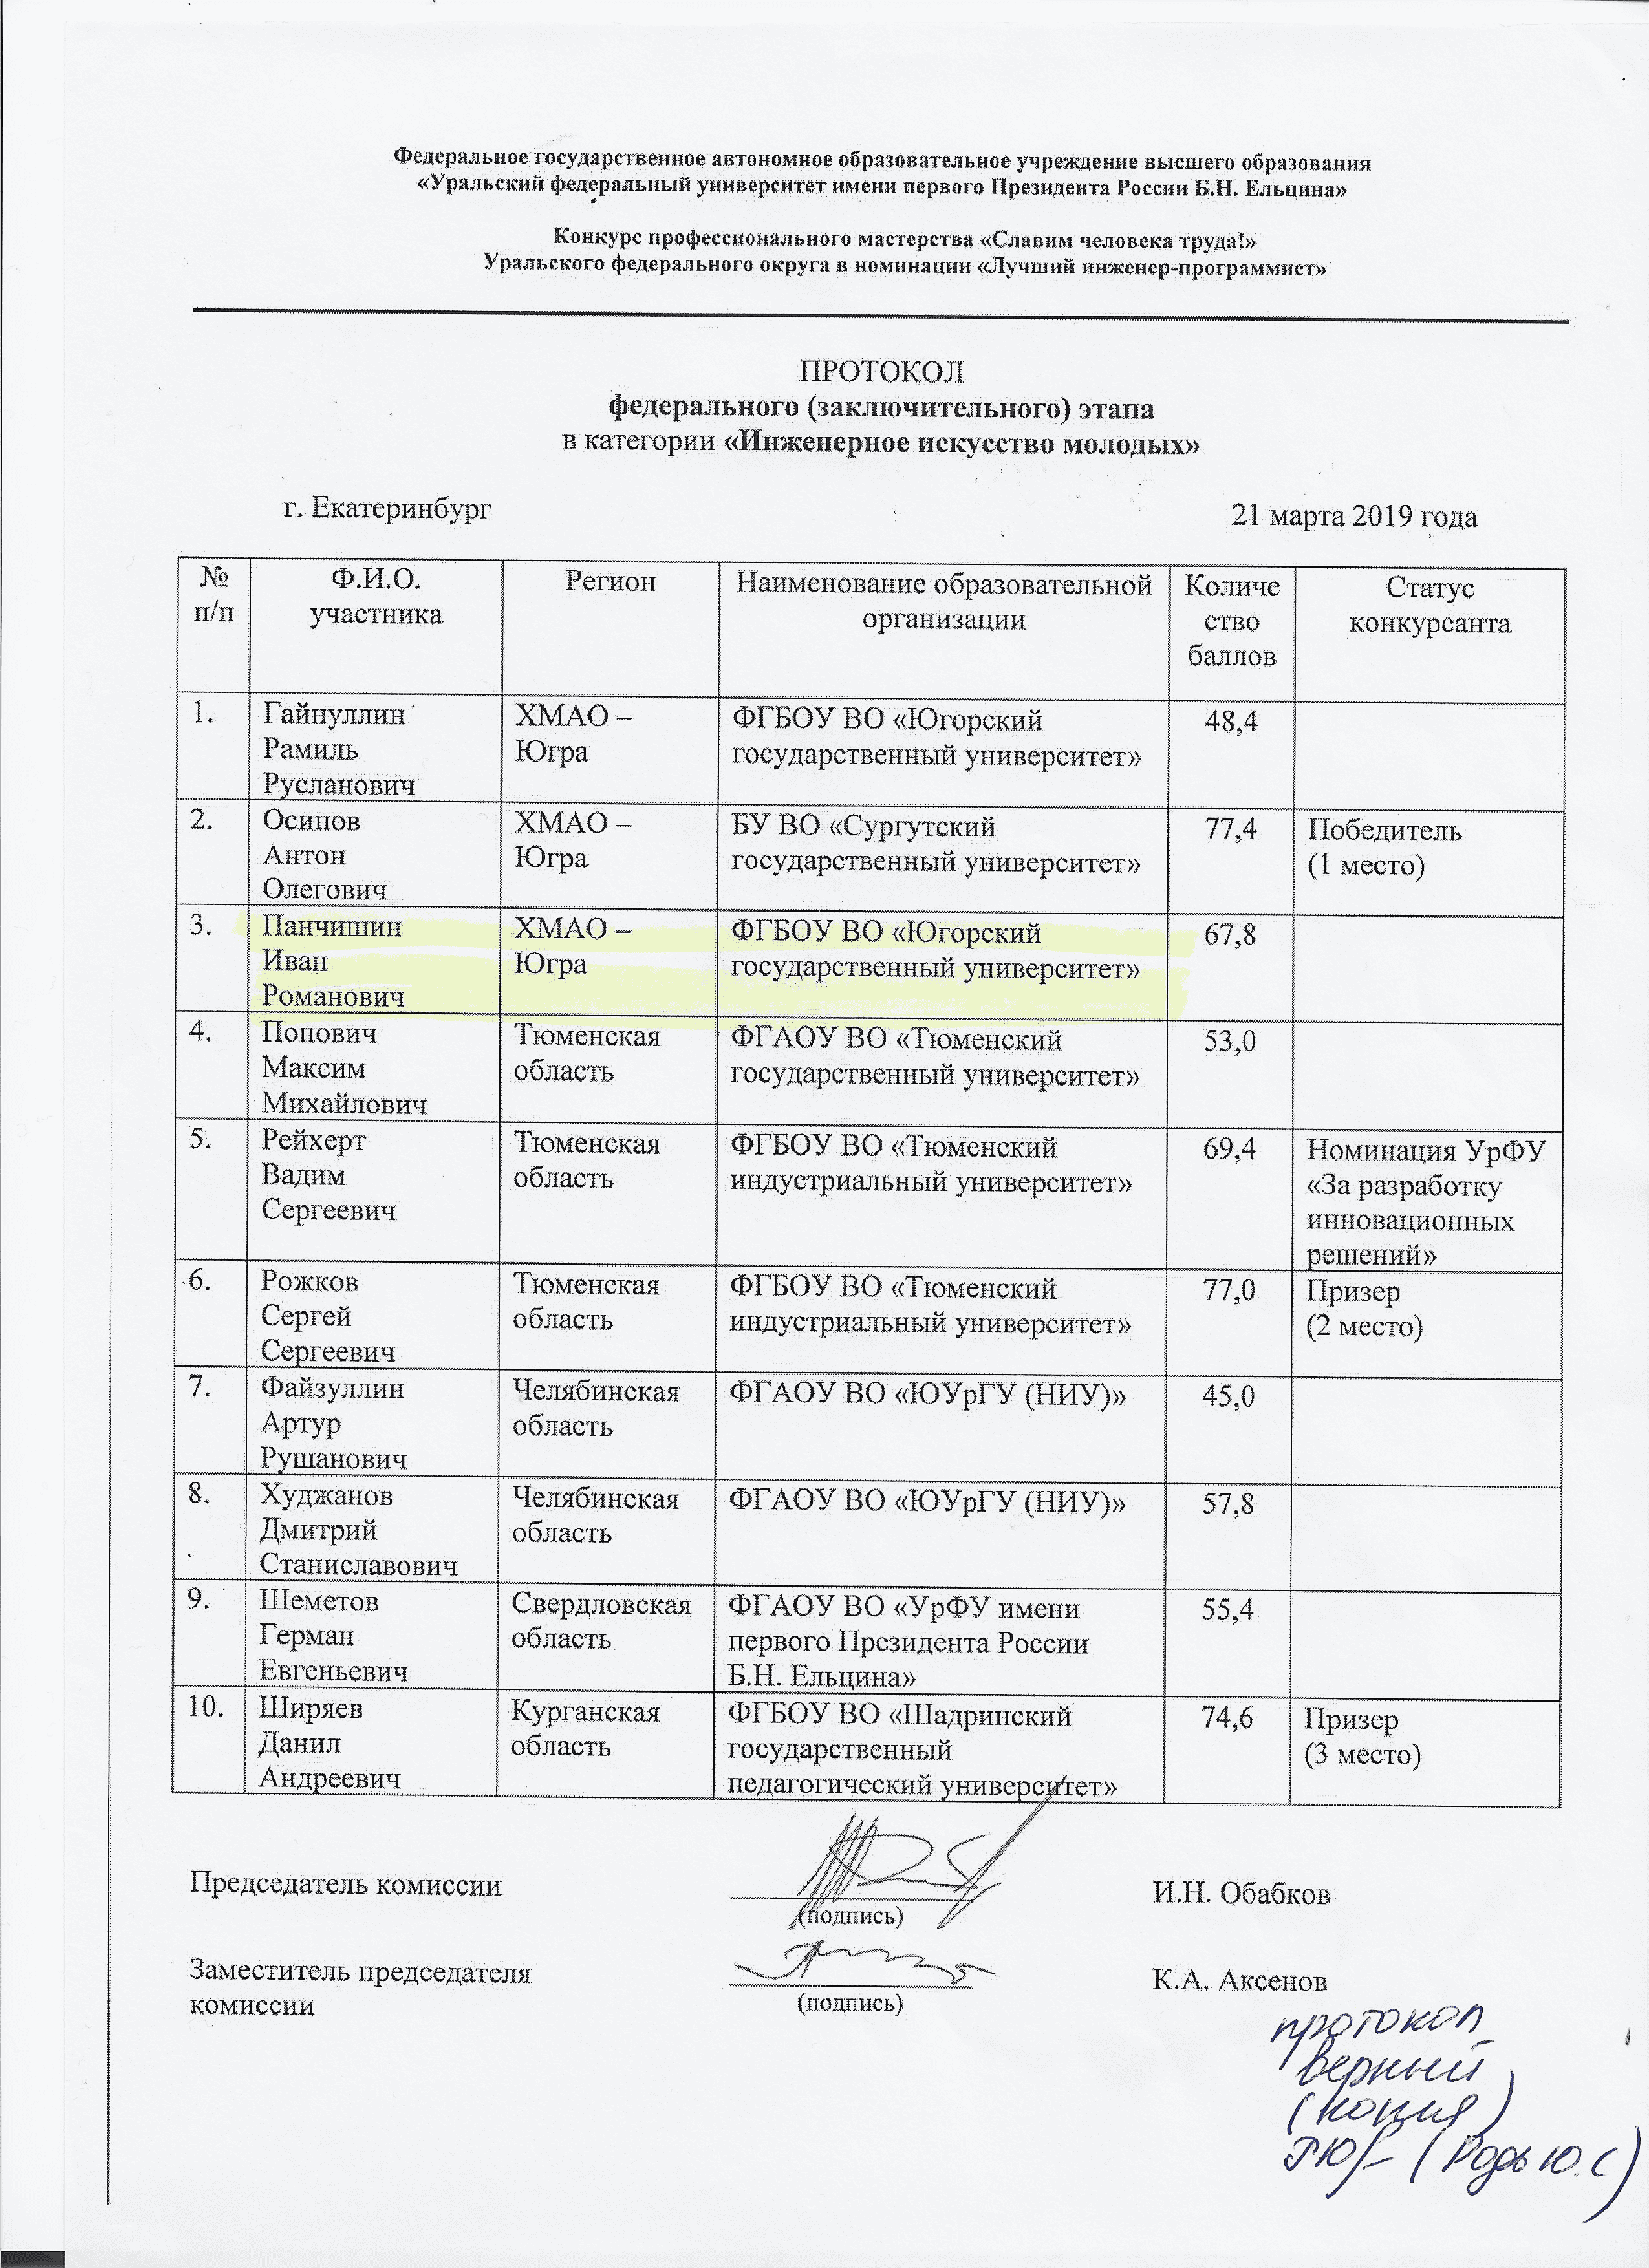 Федеральное государственное автономное образовательное учреждение высшего образования
«Уральский федеральный университет имени первого Президента России Б.Н. Ельцина»
Конкурс профессионального мастерства «Славим человека труда!»
Уральского федерального округа в номинации «Лучший инженер-программист»
ПРОТОКОЛ
федерального (заключительного) этапа
в категории «Инженерное искусство молодых»
г. Екатеринбург
21 марта 2019 года
№
п/п
Ф.И.О.
участника
Регион
Наименование образовательной
организации
Количе
ство
баллов
Статус
конкурсанта
1.
Гайнуллин
Рамиль
Русланович
ХМАО –
Югра
ФГБОУ ВО «Югорский
государственный университет»
48,4
2.
Осипов
Антон
Олегович
ХМАО –
Югра
БУ ВО «Сургутский
государственный университет»
77,4
Победитель
(1 место)
3.
Панчишин
Иван
Романович
ХМАО –
Югра
ФГБОУ ВО «Югорский
государственный университет»
67,8
4.
Попович
Максим
Михайлович
Тюменская
область
ФГАОУ ВО «Тюменский
государственный университет»
53,0
5.
Рейхерт
Вадим
Сергеевич
Тюменская
область
ФГБОУ ВО «Тюменский
индустриальный университет»
69,4
Номинация УрФУ
«За разработку
инновационных
решений»
6.
Рожков
Сергей
Сергеевич
Тюменская
область
ФГБОУ ВО «Тюменский
индустриальный университет»
77,0
Призер
(2 место)
7.
Файзуллин
Артур
Рушанович
Челябинская
область
ФГАОУ ВО «ЮУрГУ (НИУ)»
45,0
8.
Худжанов
Дмитрий
Станиславович
Челябинская
область
ФГАОУ ВО «ЮУрГУ (НИУ)»
57,8
9.
Шеметов
Герман
Евгеньевич
Свердловская
область
ФГАОУ ВО «УрФУ имени
первого Президента России
Б.Н. Ельцина»
55,4
10.
Ширяев
Данил
Андреевич
Курганская
область
ФГБОУ ВО «Шадринский
государственный
педагогический университет»
74,6
Призер
(3 место)
Председатель комиссии
(подпись)
И.Н. Обабков
Заместитель председателя
комиссии
(подпись)
К.А. Аксенов
протокол
верный
(копия)